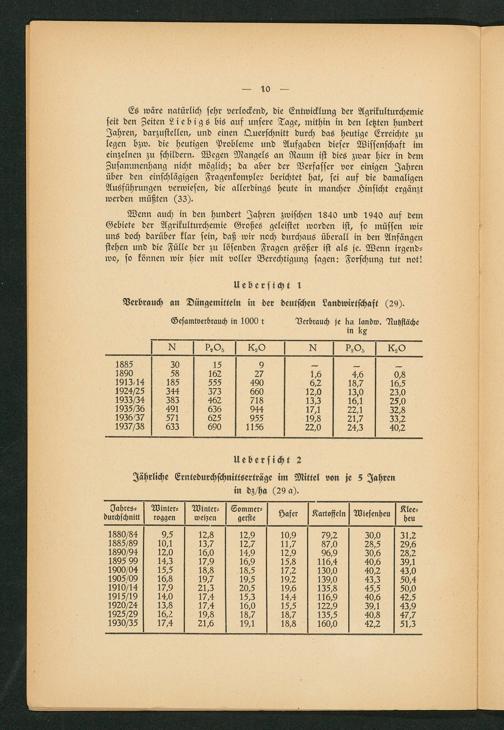 — 10 —
Es wäre natürlich sehr verlockend, die Entwicklung der Agrikulturchemie
seit den Zeiten Liebigs bis auf unsere Tage, mithin in den letzten hundert
Jahren, darzustellen, und einen Querschnitt durch das heutige Erreichte zu
legen bzw. die heutigen Probleme und Aufgaben dieser Wissenschaft im
einzelnen zu schildern. Wegen Mangels an Raum ist dies zwar hier in dem
Zusammenhang nicht möglich; da aber der Verfasser vor einigen Jahren
über den einschlägigen Fragenkomplex berichtet hat, sei auf die damaligen
Ausführungen verwiesen, die allerdings heute in mancher Hinsicht ergänzt
werden müßten (33).
Wenn auch in den hundert Jahren zwischen 1840 und 1940 auf dem
Gebiete der Agrikulturchemie Großes geleistet worden ist, so müssen wir
uns doch darüber klar sein, daß wir noch durchaus überall in den Anfängen
stehen und die Fülle der zu lösenden Fragen größer ist als je. Wenn irgend-
wo, so können wir hier mit voller Berechtigung sagen: Forschung tut not!
Uebersicht 1
Verbrauch an Düngemitteln in der deutschen Landwirtschaft (29).
Gesamtverbrauch in 1000 t Verbrauch je ha landw. Nutzfläche
in kg
N P₂O₅ K₂O N P₂O₅ K₂O
1885 30 15 9
1890 58 162 27 1,6 4,6 0,8
1913/14 185 555 490 6,2 18,7 16,5
1924/25 344 373 660 12,0 13,0 23,0
1933/34 383 462 718 13,3 16,1 25,0
1935/36 491 636 944 17,1 22,1 32,8
1936/37 571 625 955 19,8 21,7 33,2
1937/38 633 690 1156 22,0 24,3 40,2
Uebersicht 2
Jährliche Erntedurchschnittserträge im Mittel von je 5 Jahren
in dz/ha (29 a).
Jahres- Winter- Winter- Sommer- Hafer Kartoffeln Wiesenheu Klee-
durchschnitt roggen weizen gerste heu
1880/84 9,5 12,8 12,9 10,9 79,2 30,0 31,2
1885/89 10,1 13,7 12,7 11,7 87,0 28,5 29,6
1890/94 12,0 16,0 14,9 12,9 96,9 30,6 28,2
1895 99 14,3 17,9 16,9 15,8 116,4 40,6 39,1
1900/04 15,5 18,8 18,5 17,2 130,0 40,2 43,0
1905/09 16,8 19,7 19,5 19,2 139,0 43,3 50,4
1910/14 17,9 21,3 20,5 19,6 135,8 45,5 50,0
1915/19 14,0 17,4 15,3 14,4 116,9 40,6 42,5
1920/24 13,8 17,4 16,0 15,5 122,9 39,1 43,9
1925/29 16,2 19,8 18,7 18,7 135,5 40,8 47,7
1930/35 17,4 21,6 19,1 18,8 160,0 42,2 51,3